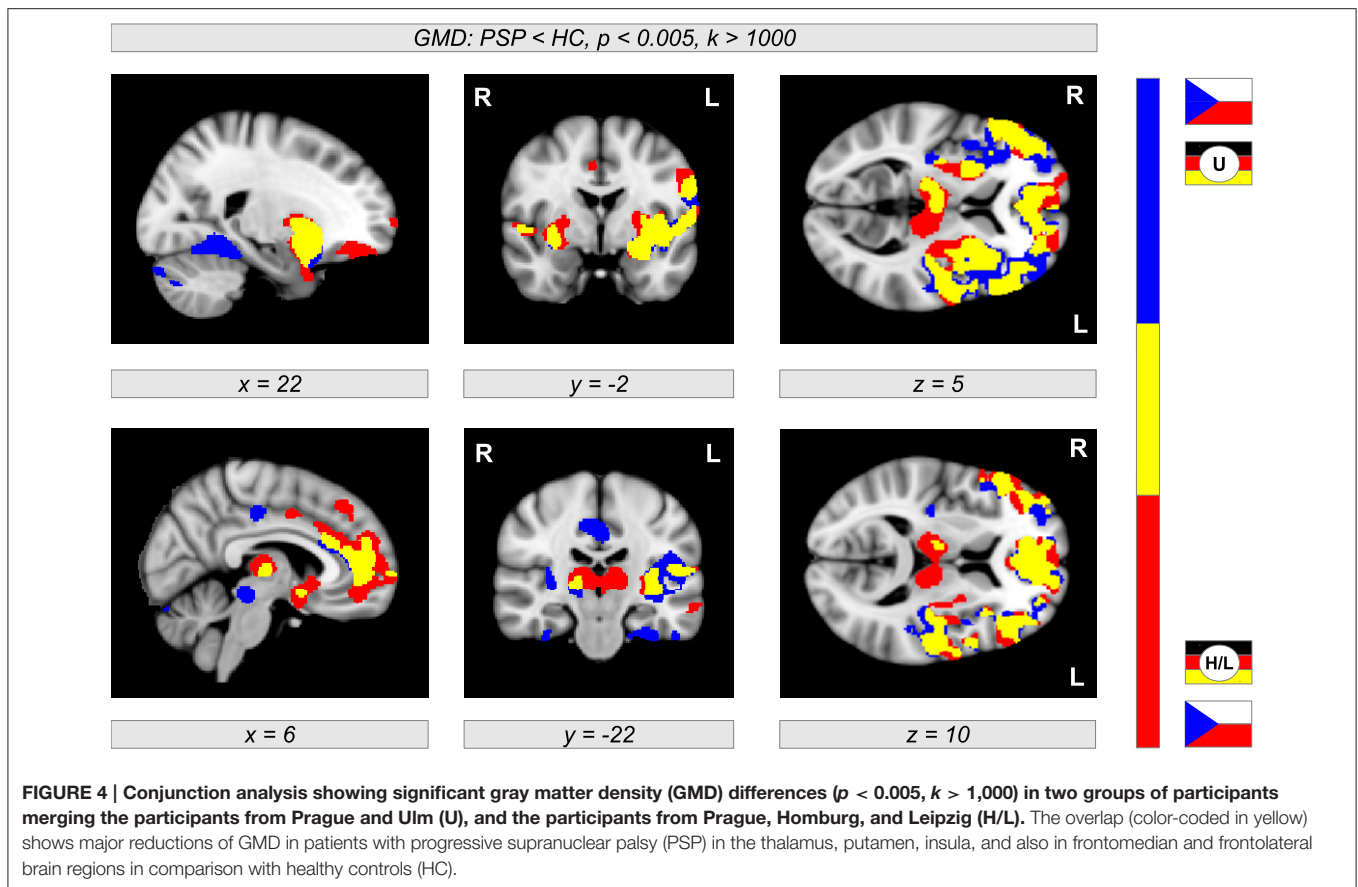 GMD: PSP < HC, p < 0.005, k > 1000
R L
R
L
U
x = 22
y = -2
z = 5
R L
R
L
H/L
x = 6
y = -22
z = 10
FIGURE 4 | Conjunction analysis showing significant gray matter density (GMD) differences (p < 0.005, k > 1,000) in two groups of participants
merging the participants from Prague and Ulm (U), and the participants from Prague, Homburg, and Leipzig (H/L). The overlap (color-coded in yellow)
shows major reductions of GMD in patients with progressive supranuclear palsy (PSP) in the thalamus, putamen, insula, and also in frontomedian and frontolateral
brain regions in comparison with healthy controls (HC).